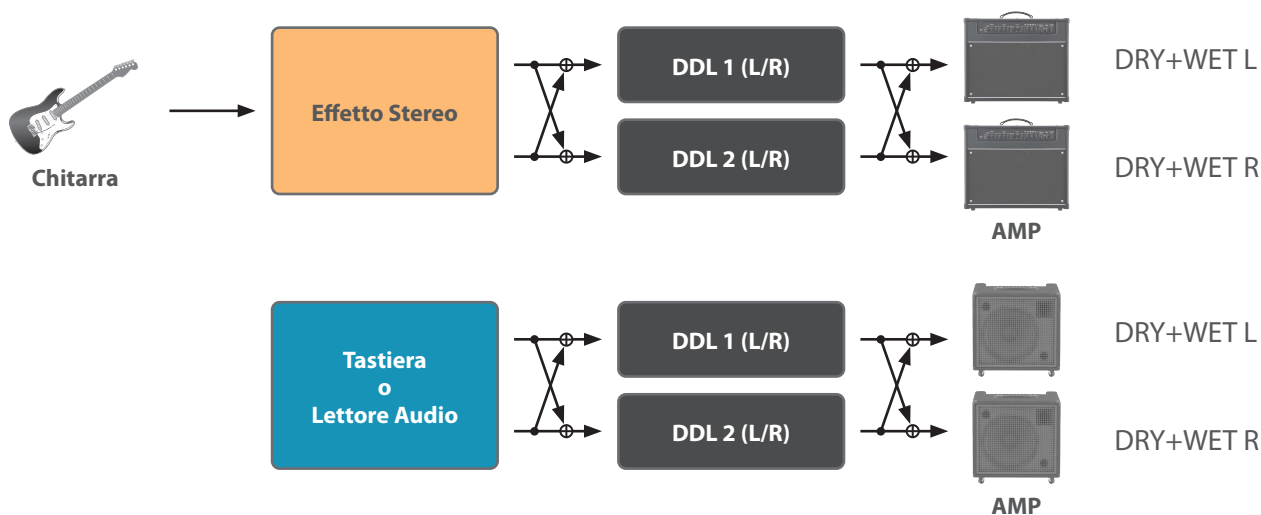 Effetto Stereo
Chitarra
DDL 1 (L/R)
DDL 2 (L/R)
DRY+WET L
DRY+WET R
AMP
Tastiera
o
Lettore Audio
DDL 1 (L/R)
DDL 2 (L/R)
DRY+WET L
DRY+WET R
AMP